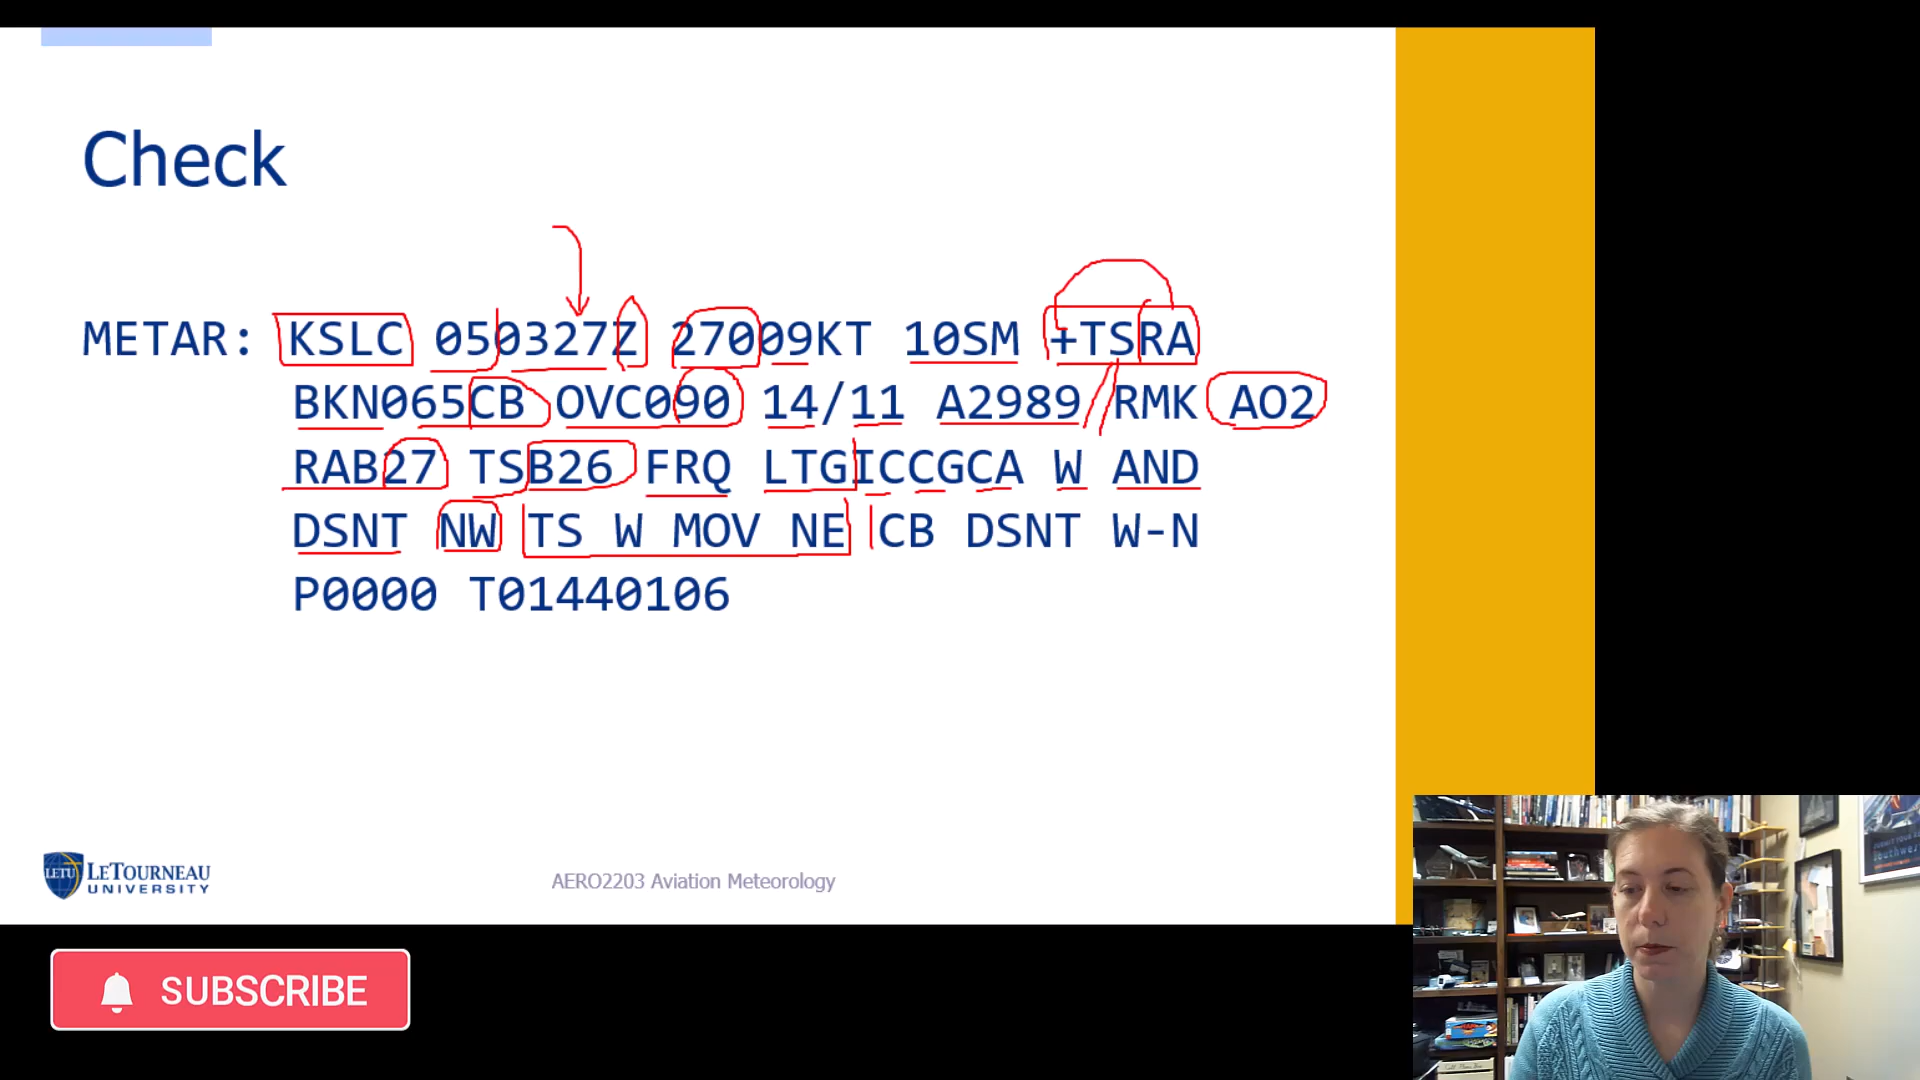 Check
METAR: KSLC 050327Z 27009KT 10SM +TSRA
BKN065CB OVC090 14/11 A2989 RMK AO2
RAB27 TSB26 FRQ LTGICCGCA W AND
DSNT NW TS W MOV NE CB DSNT W-N
P0000 T01440106
LETU LETOURNEAU
UNIVERSITY
AERO2203 Aviation Meteorology
SUBSCRIBE